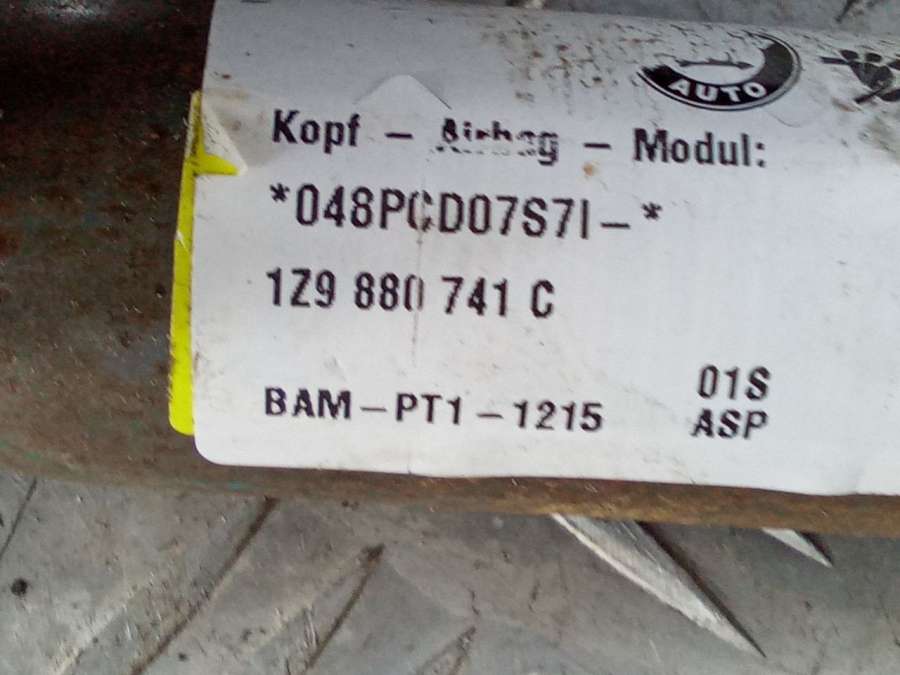 AUTO
Kopf - Airbag - Modul:
*048PCD07S7I-*
1Z9 880 741 C
01S
BAM-PT1-1215
ASP